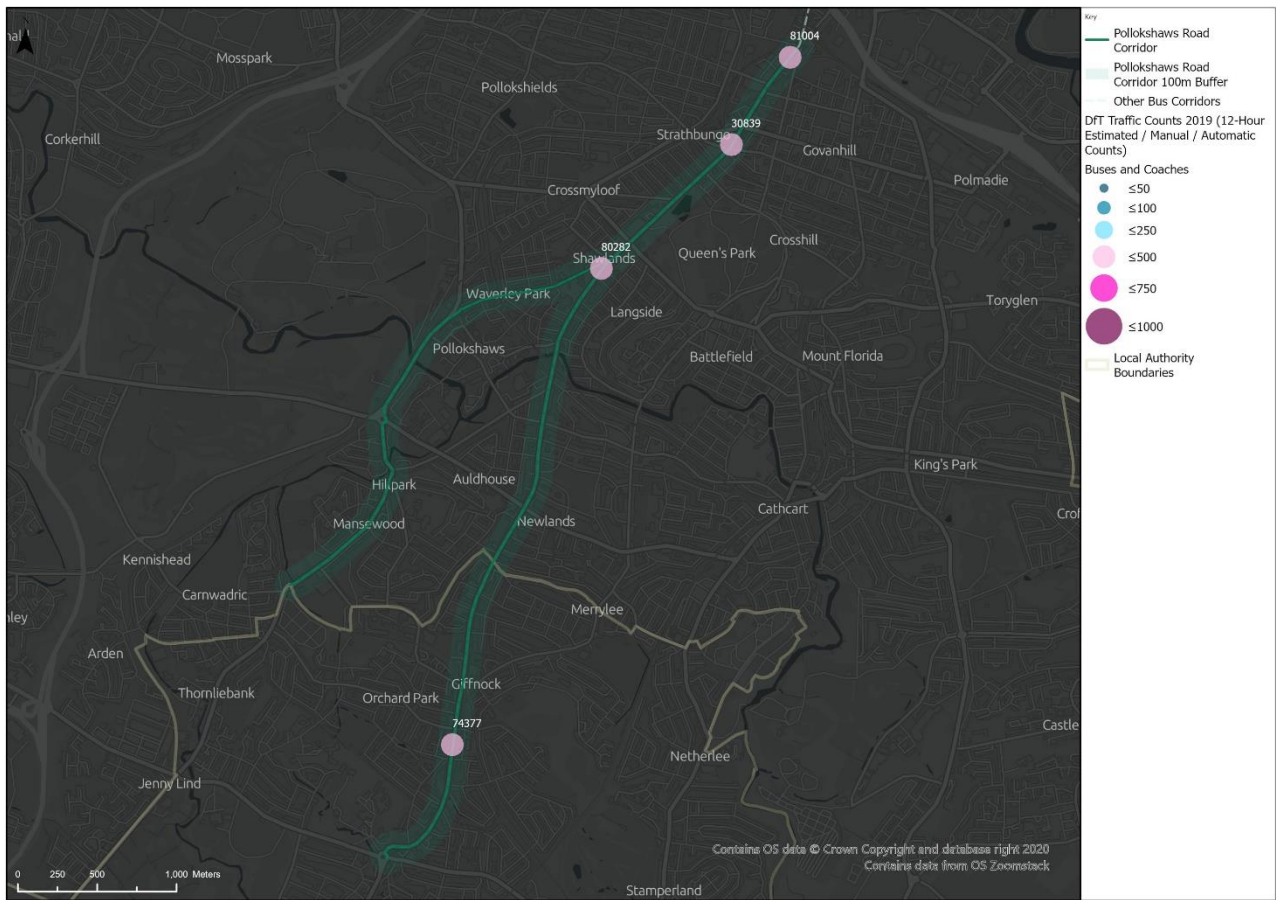 81004
Mosspark
Pollokshields
30839
Strathbungo
Corkerhill
Govanhill
Polmadie
Crossmyloof
80282
Shawlands
Queen's Park
Crosshill
Waverley Park
Toryglen
Langside
Pollokshaws
Battlefield
Mount Florida
King's Park
Auldhouse
Hillpark
Cathcart
Mansewood
Newlands
Kennishead
Carnwadric
Merrylee
Arden
Thornliebank
Orchard Park
Giffnock
74377
Castle
Netherlee
Jenny Lind
Stamperland
0 250 500 1,000 Meters
Contains OS data © Crown Copyright and database right 2020
Contains data from OS Zoomstack
Key
Pollokshaws Road
Corridor
Pollokshaws Road
Corridor 100m Buffer
Other Bus Corridors
DfT Traffic Counts 2019 (12-Hour
Estimated / Manual / Automatic
Counts)
Buses and Coaches
≤50
≤100
≤250
≤500
≤750
≤1000
Local Authority
Boundaries